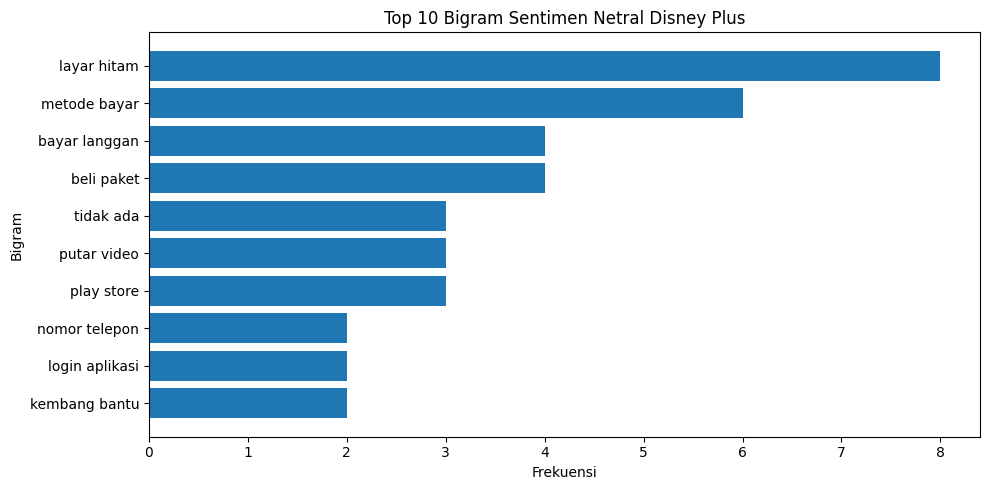 Top 10 Bigram Sentimen Netral Disney Plus
Bigram
layar hitam
metode bayar
bayar langgan
beli paket
tidak ada
putar video
play store
nomor telepon
login aplikasi
kembang bantu
0 1 2 3 4 5 6 7 8
Frekuensi